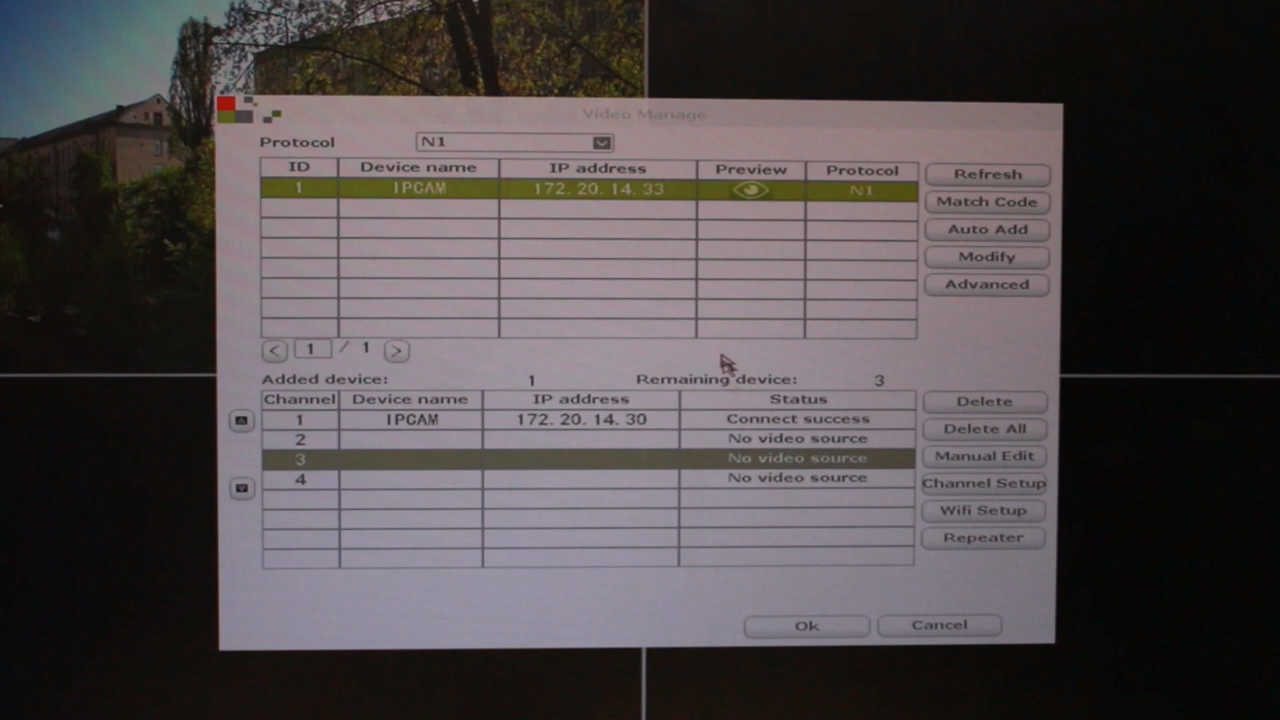 Video Manage
Protocol N1
ID Device name IP address Preview Protocol
1 IPCAM 172. 20. 14. 33 N1
Refresh
Match Code
Auto Add
Modify
Advanced
< 1 / 1 >
Added device: 1 Remaining device: 3
Channel Device name IP address Status
1 IPCAM 172. 20. 14. 30 Connect success
2 No video source
3 No video source
4 No video source
Delete
Delete All
Manual Edit
Channel Setup
Wifi Setup
Repeater
Ok Cancel